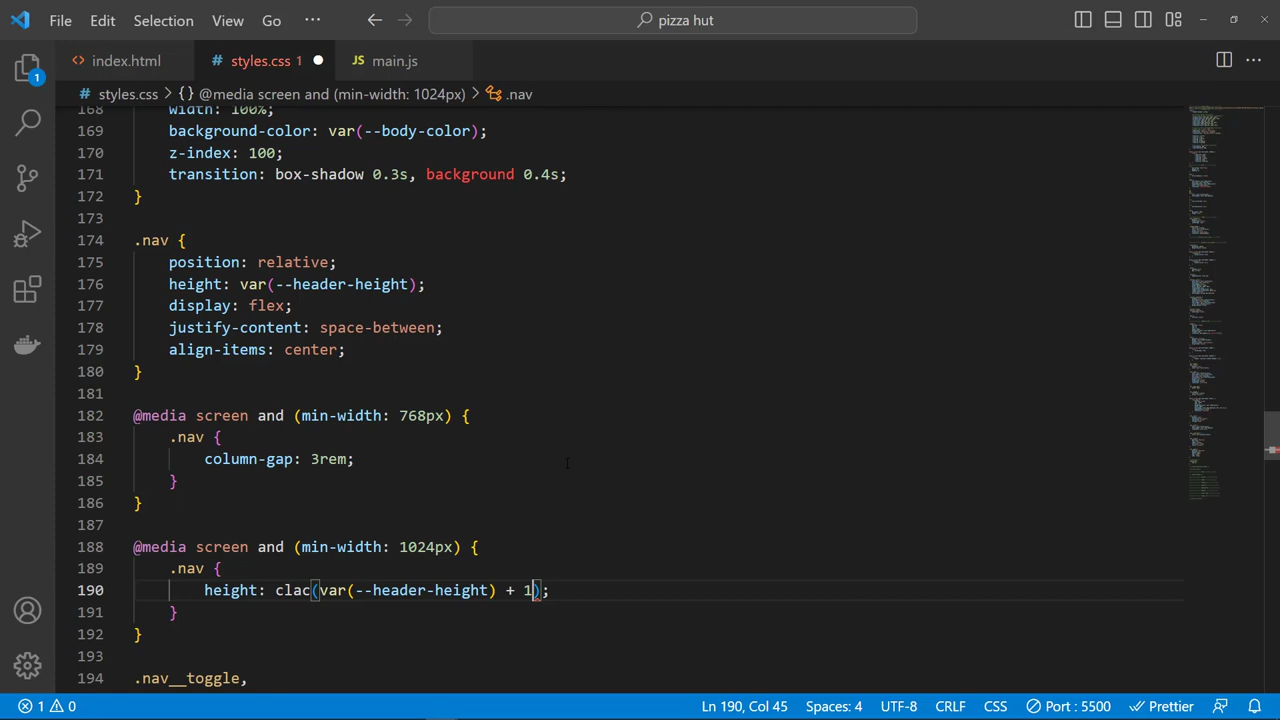 File Edit Selection View Go ··· pizza hut
index.html styles.css 1 main.js
styles.css > @media screen and (min-width: 1024px) > .nav
168 width: 100%;
169 background-color: var(--body-color);
170 z-index: 100;
171 transition: box-shadow 0.3s, background 0.4s;
172 }
173
174 .nav {
175 position: relative;
176 height: var(--header-height);
177 display: flex;
178 justify-content: space-between;
179 align-items: center;
180 }
181
182 @media screen and (min-width: 768px) {
183 .nav {
184 column-gap: 3rem;
185 }
186 }
187
188 @media screen and (min-width: 1024px) {
189 .nav {
190 height: clac(var(--header-height) + 1);
191 }
192 }
193
194 .nav__toggle,
1
1 0 Ln 190, Col 45 Spaces: 4 UTF-8 CRLF CSS Port : 5500 Prettier